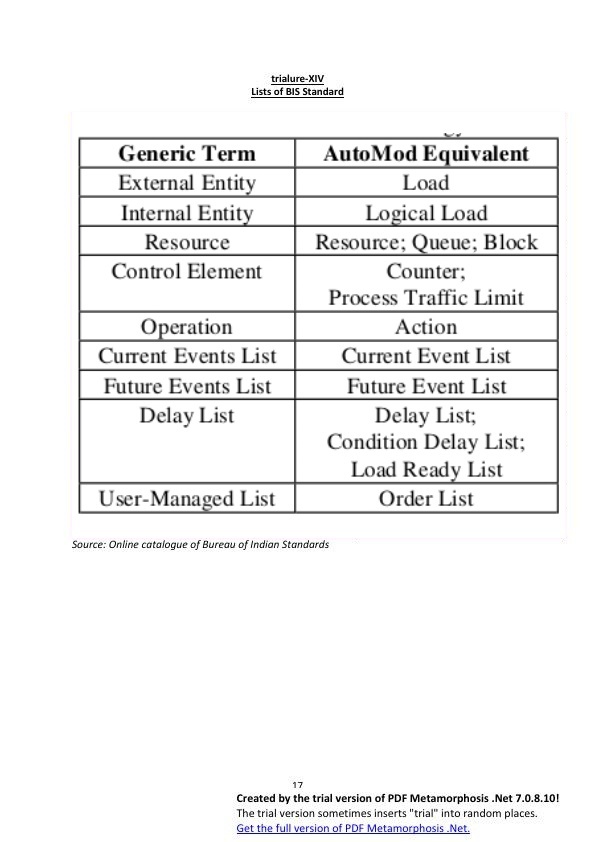 trialure-XIV
Lists of BIS Standard
Generic Term AutoMod Equivalent
External Entity Load
Internal Entity Logical Load
Resource Resource; Queue; Block
Control Element Counter;
Process Traffic Limit
Operation Action
Current Events List Current Event List
Future Events List Future Event List
Delay List Delay List;
Condition Delay List;
Load Ready List
User-Managed List Order List
Source: Online catalogue of Bureau of Indian Standards
17
Created by the trial version of PDF Metamorphosis .Net 7.0.8.10!
The trial version sometimes inserts "trial" into random places.
Get the full version of PDF Metamorphosis .Net.